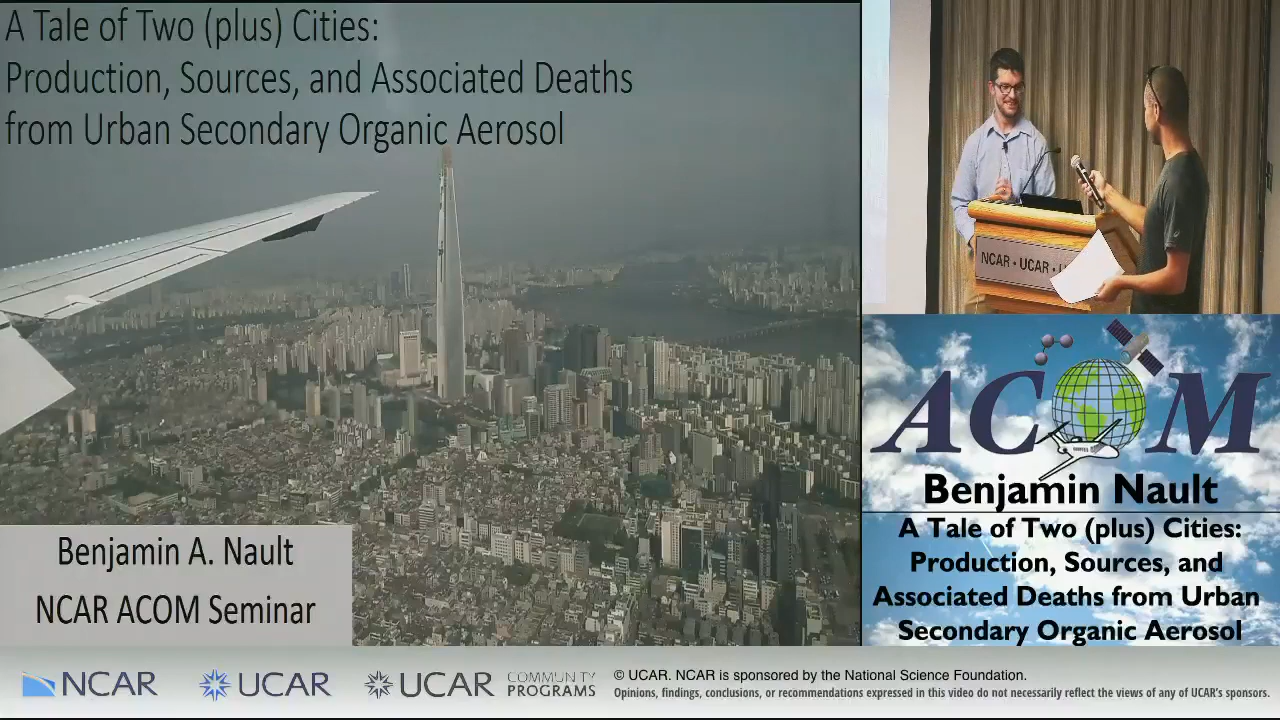 A Tale of Two (plus) Cities:
Production, Sources, and Associated Deaths
from Urban Secondary Organic Aerosol
Benjamin A. Nault
NCAR ACOM Seminar
NCAR • UCAR •
ACOM
Benjamin Nault
A Tale of Two (plus) Cities:
Production, Sources, and
Associated Deaths from Urban
Secondary Organic Aerosol
NCAR
UCAR
UCAR
COMMUNITY
PROGRAMS
© UCAR. NCAR is sponsored by the National Science Foundation.
Opinions, findings, conclusions, or recommendations expressed in this video do not necessarily reflect the views of any of UCAR's sponsors.